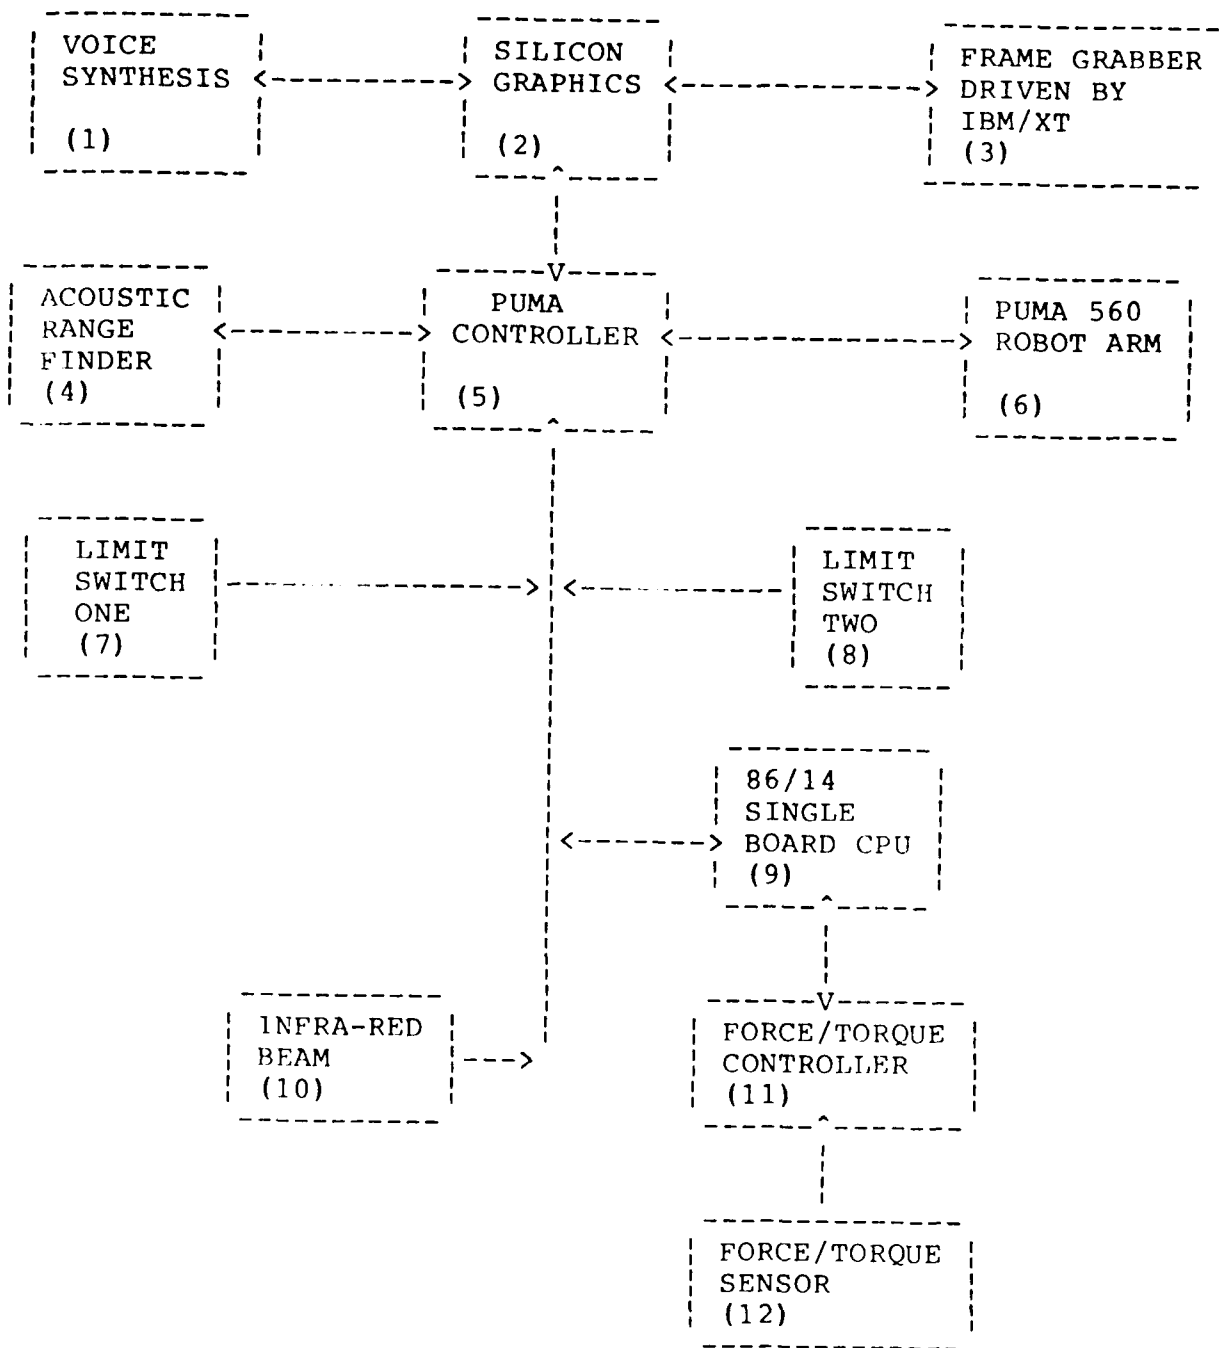 VOICE
SYNTHESIS
(1)
SILICON
GRAPHICS
(2)
FRAME GRABBER
DRIVEN BY
IBM/XT
(3)
ACOUSTIC
RANGE
FINDER
(4)
PUMA
CONTROLLER
(5)
PUMA 560
ROBOT ARM
(6)
LIMIT
SWITCH
ONE
(7)
LIMIT
SWITCH
TWO
(8)
86/14
SINGLE
BOARD CPU
(9)
INFRA-RED
BEAM
(10)
FORCE/TORQUE
CONTROLLER
(11)
FORCE/TORQUE
SENSOR
(12)